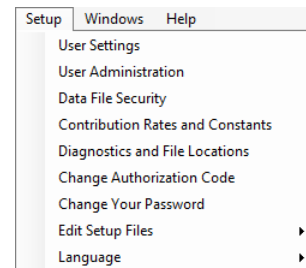 Setup Windows Help
User Settings
User Administration
Data File Security
Contribution Rates and Constants
Diagnostics and File Locations
Change Authorization Code
Change Your Password
Edit Setup Files
Language